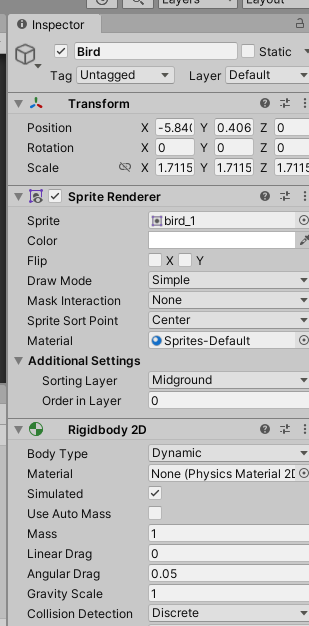 Layers
Layout
Inspector
Bird
Static
Tag Untagged Layer Default
Transform
Position X -5.840 Y 0.406 Z 0
Rotation X 0 Y 0 Z 0
Scale X 1.7115 Y 1.7115 Z 1.7115
Sprite Renderer
Sprite bird_1
Color
Flip X Y
Draw Mode Simple
Mask Interaction None
Sprite Sort Point Center
Material Sprites-Default
Additional Settings
Sorting Layer Midground
Order in Layer 0
Rigidbody 2D
Body Type Dynamic
Material None (Physics Material 2D
Simulated
Use Auto Mass
Mass 1
Linear Drag 0
Angular Drag 0.05
Gravity Scale 1
Collision Detection Discrete